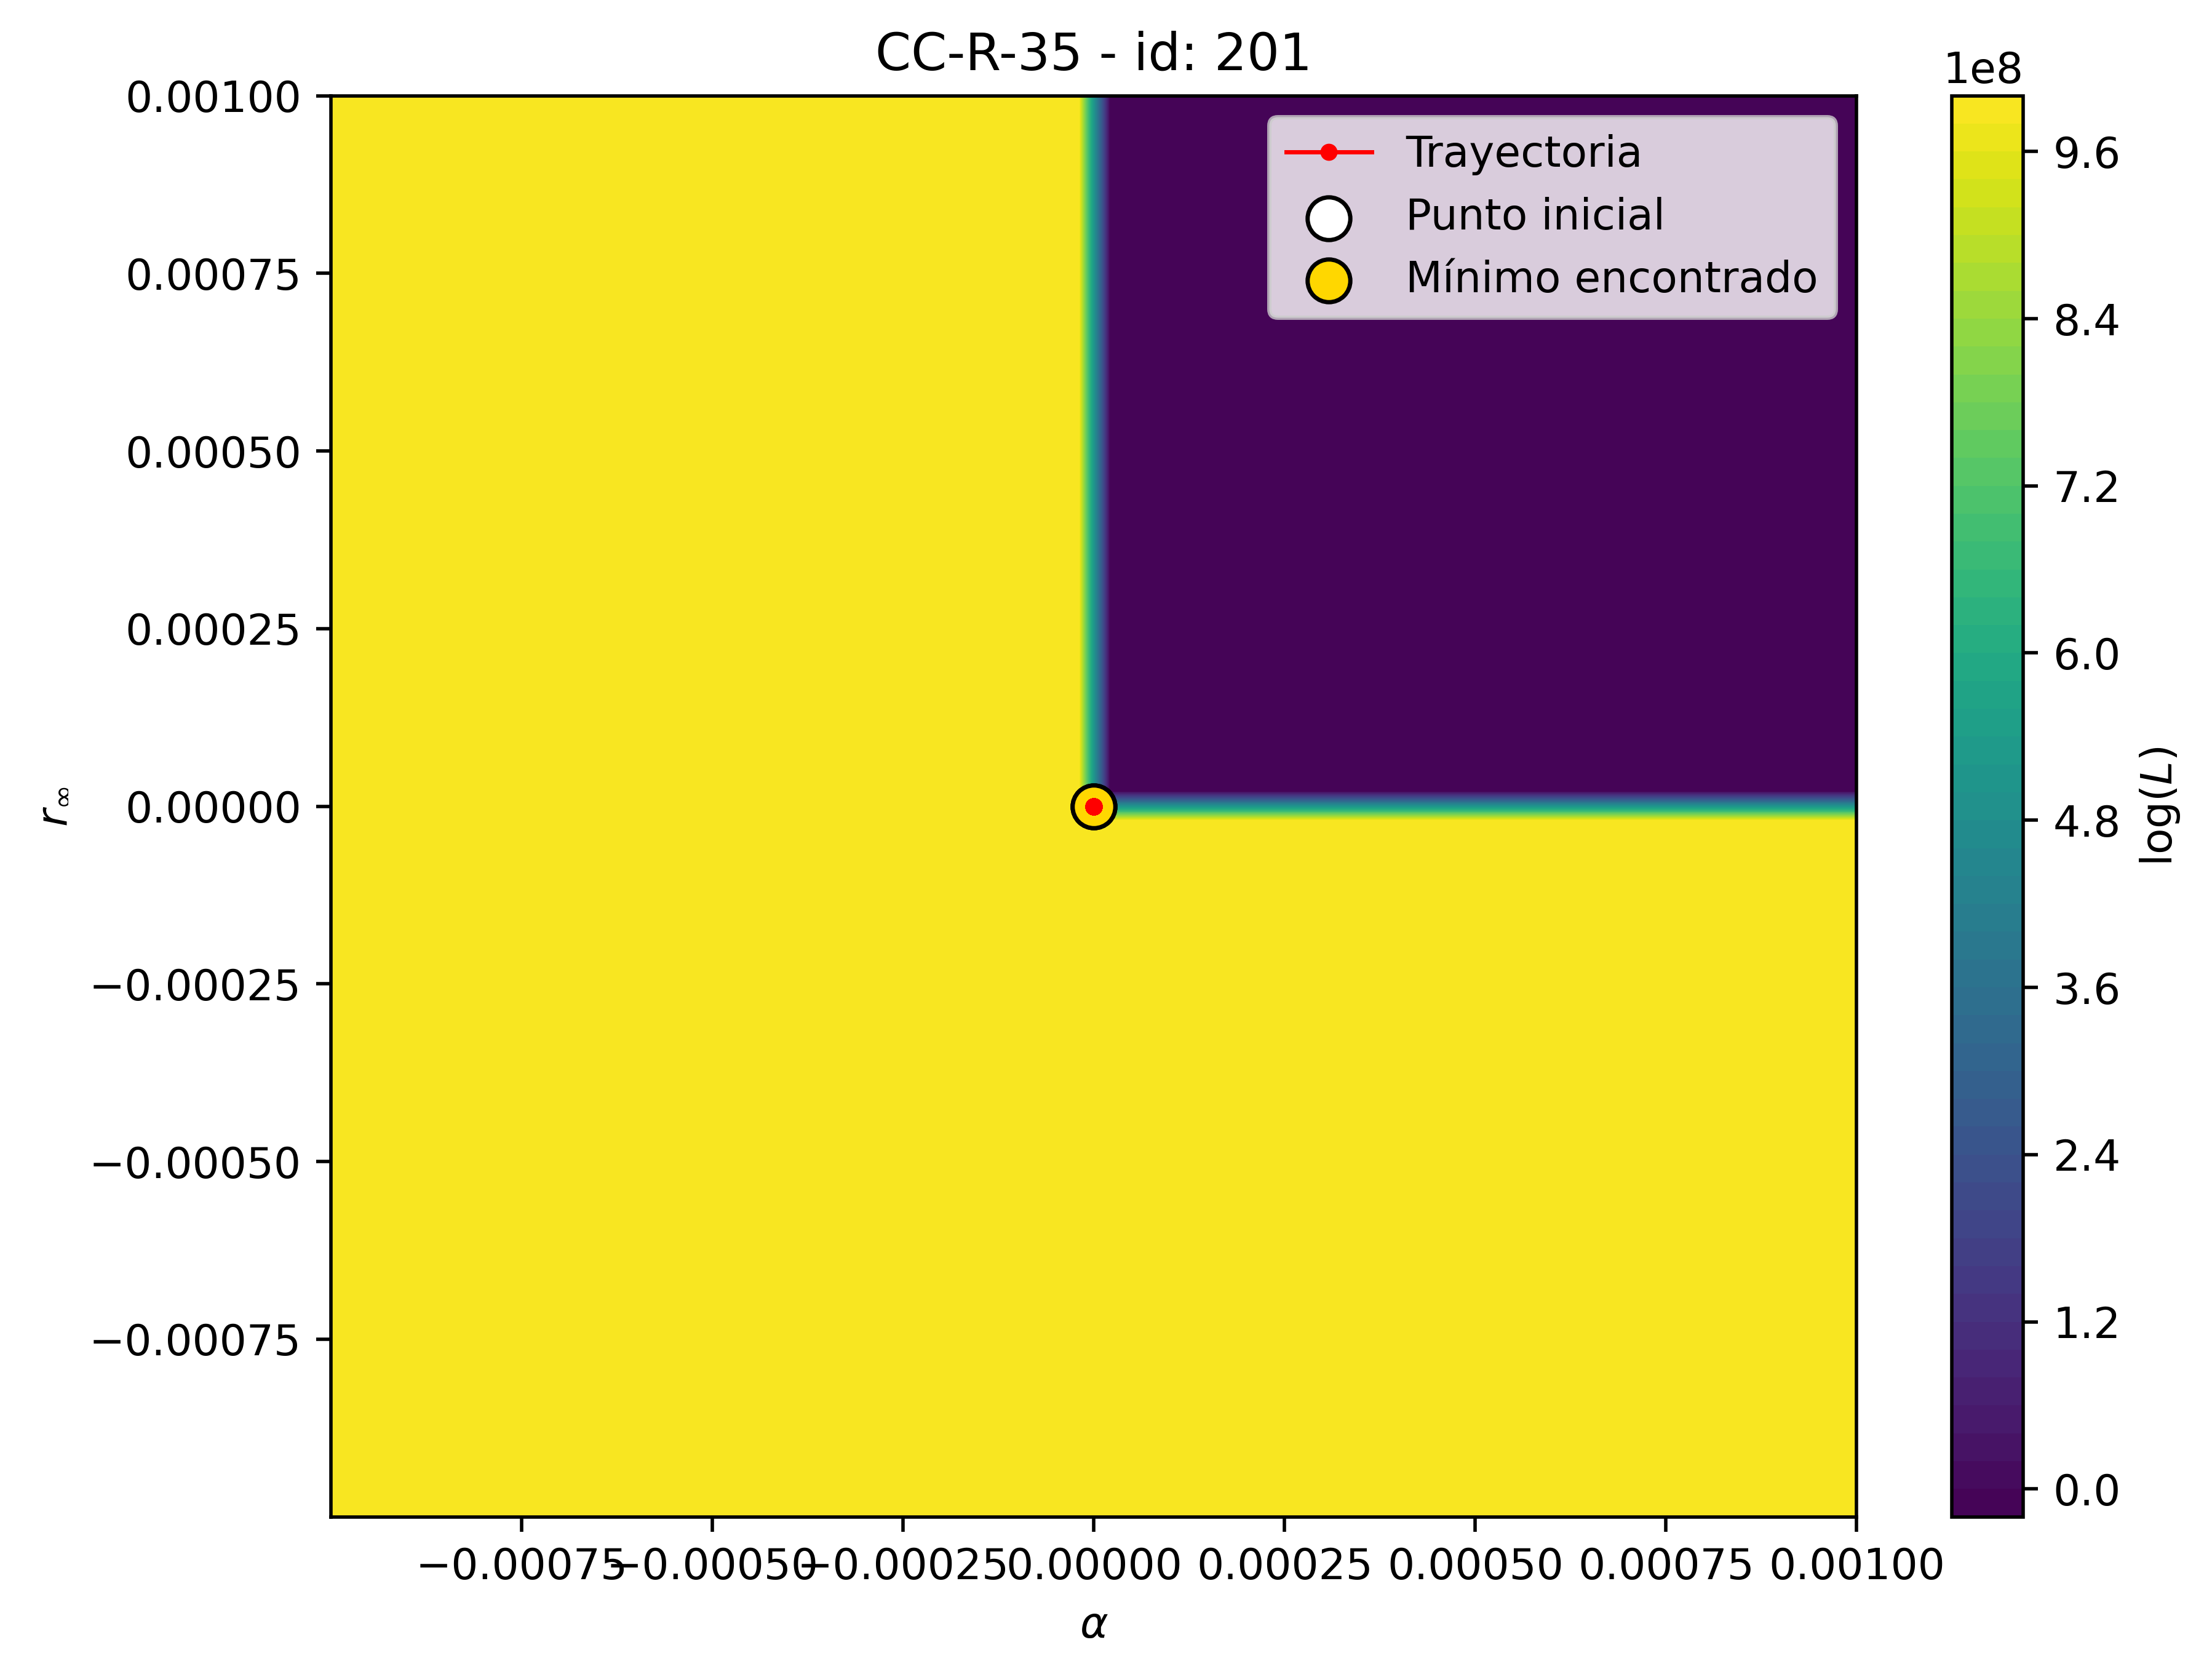 CC-R-35 - id: 201
1e8
0.00100
0.00075
0.00050
0.00025
0.00000
−0.00025
−0.00050
−0.00075
r∞
Trayectoria
Punto inicial
Mínimo encontrado
9.6
8.4
7.2
6.0
4.8
3.6
2.4
1.2
0.0
log(L)
−0.00075 −0.00050 −0.00025 0.00000 0.00025 0.00050 0.00075 0.00100
α